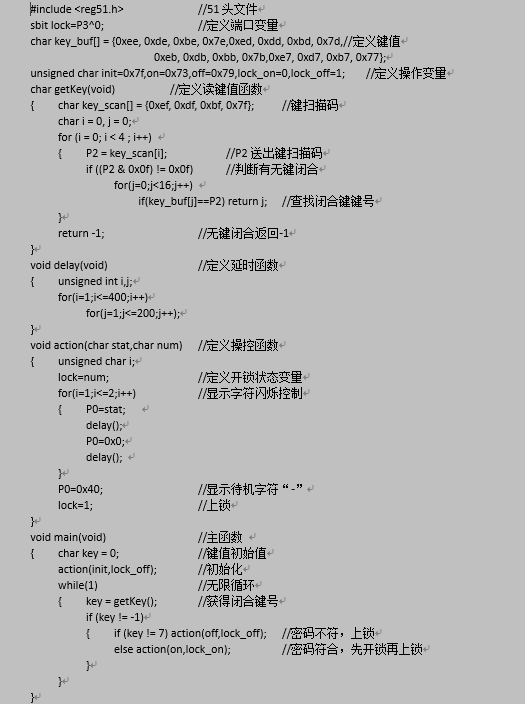 #include <reg51.h> //51 头文件
sbit lock=P3^0; //定义端口变量
char key_buf[] = {0xee, 0xde, 0xbe, 0x7e,0xed, 0xdd, 0xbd, 0x7d,//定义键值
0xeb, 0xdb, 0xbb, 0x7b,0xe7, 0xd7, 0xb7, 0x77};
unsigned char init=0x7f,on=0x73,off=0x79,lock_on=0,lock_off=1; //定义操作变量
char getKey(void) //定义读键值函数
{ char key_scan[] = {0xef, 0xdf, 0xbf, 0x7f}; //键扫描码
char i = 0, j = 0;
for (i = 0; i < 4 ; i++)
{ P2 = key_scan[i]; //P2 送出键扫描码
if ((P2 & 0x0f) != 0x0f) //判断有无键闭合
for(j=0;j<16;j++)
if(key_buf[j]==P2) return j; //查找闭合键键号
}
return -1; //无键闭合返回-1
}
void delay(void) //定义延时函数
{ unsigned int i,j;
for(i=1;i<=400;i++)
for(j=1;j<=200;j++);
}
void action(char stat,char num) //定义操控函数
{ unsigned char i;
lock=num; //定义开锁状态变量
for(i=1;i<=2;i++) //显示字符闪烁控制
{ P0=stat;
delay();
P0=0x0;
delay();
}
P0=0x40; //显示待机字符“-”
lock=1; //上锁
}
void main(void) //主函数
{ char key = 0; //键值初始值
action(init,lock_off); //初始化
while(1) //无限循环
{ key = getKey(); //获得闭合键号
if (key != -1)
{ if (key != 7) action(off,lock_off); //密码不符，上锁
else action(on,lock_on); //密码符合，先开锁再上锁
}
}
}